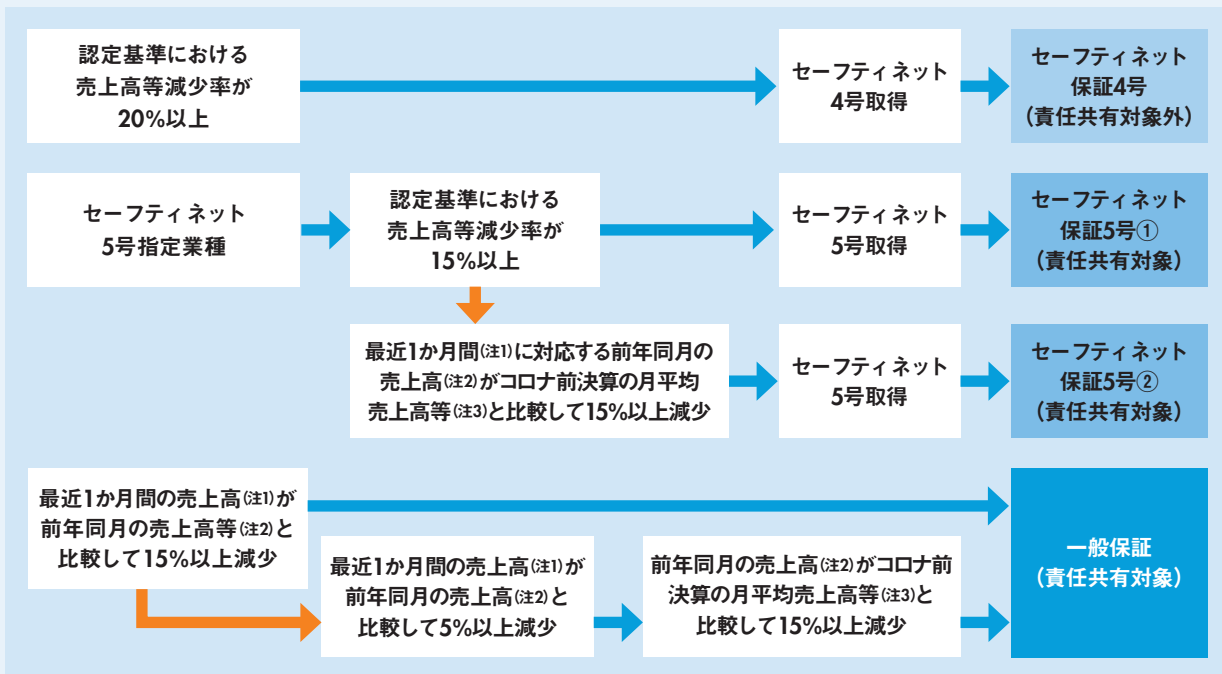 認定基準における
売上高等減少率が
20%以上
セーフティネット
4号取得
セーフティネット
保証4号
（責任共有対象外）
セーフティネット
5号指定業種
認定基準における
売上高等減少率が
15%以上
セーフティネット
5号取得
セーフティネット
保証5号①
（責任共有対象）
最近1か月間(注1)に対応する前年同月の
売上高(注2)がコロナ前決算の月平均
売上高等(注3)と比較して15%以上減少
セーフティネット
5号取得
セーフティネット
保証5号②
（責任共有対象）
最近1か月間の売上高(注1)が
前年同月の売上高等(注2)と
比較して15%以上減少
最近1か月間の売上高(注1)が
前年同月の売上高(注2)と
比較して5%以上減少
前年同月の売上高(注2)がコロナ前
決算の月平均売上高等(注3)と
比較して15%以上減少
一般保証
（責任共有対象）